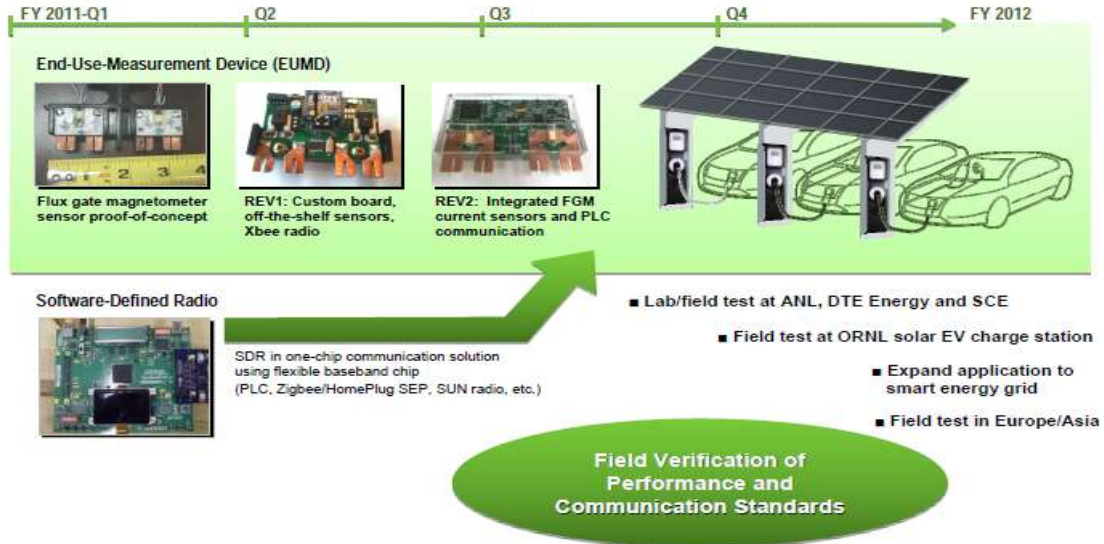 FY 2011-Q1
Q2
Q3
Q4
FY 2012
End-Use-Measurement Device (EUMD)
2
3
4
Flux gate magnetometer
sensor proof-of-concept
REV1: Custom board,
off-the-shelf sensors,
Xbee radio
REV2: Integrated FGM
current sensors and PLC
communication
Software-Defined Radio
SDR in one-chip communication solution
using flexible baseband chip
(PLC, Zigbee/HomePlug SEP, SUN radio, etc.)
■ Lab/field test at ANL, DTE Energy and SCE
■ Field test at ORNL solar EV charge station
■ Expand application to
smart energy grid
■ Field test in Europe/Asia
Field Verification of
Performance and
Communication Standards